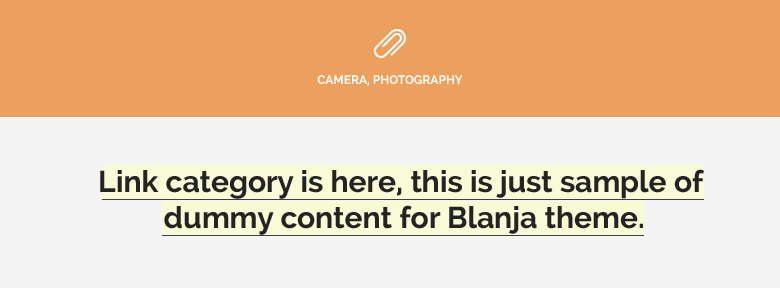 CAMERA, PHOTOGRAPHY
Link category is here, this is just sample of
dummy content for Blanja theme.